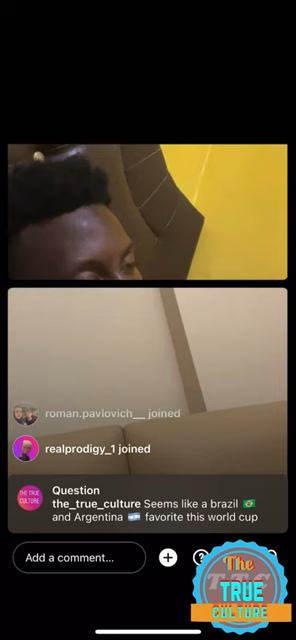 roman.pavlovich__ joined
realprodigy_1 joined
THE TRUE
CULTURE
Question
the_true_culture Seems like a brazil 🇧🇷
and Argentina 🇦🇷 favorite this world cup
Add a comment...
The
TRUE
CULTURE